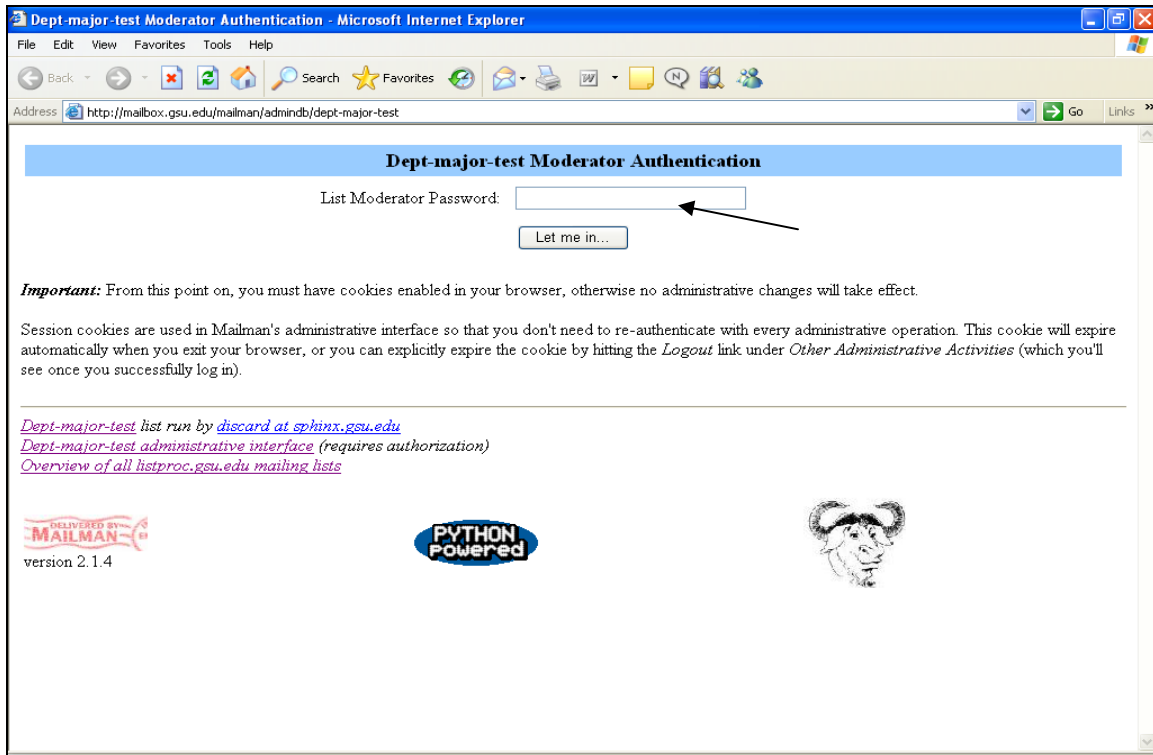 Dept-major-test Moderator Authentication - Microsoft Internet Explorer
File Edit View Favorites Tools Help
Back Search Favorites
Address http://mailbox.gsu.edu/mailman/admindb/dept-major-test Go Links »
Dept-major-test Moderator Authentication
List Moderator Password:
Let me in...
Important: From this point on, you must have cookies enabled in your browser, otherwise no administrative changes will take effect.
Session cookies are used in Mailman's administrative interface so that you don't need to re-authenticate with every administrative operation. This cookie will expire
automatically when you exit your browser, or you can explicitly expire the cookie by hitting the Logout link under Other Administrative Activities (which you'll
see once you successfully log in).
Dept-major-test list run by discard at sphinx.gsu.edu
Dept-major-test administrative interface (requires authorization)
Overview of all listproc.gsu.edu mailing lists
DELIVERED BY
MAILMAN
PYTHON
Powered
version 2.1.4